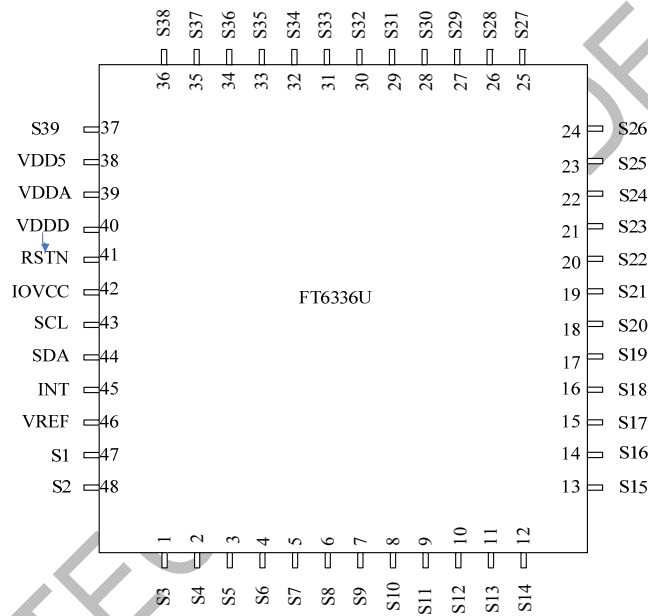 S38 S37 S36 S35 S34 S33 S32 S31 S30 S29 S28 S27
36 35 34 33 32 31 30 29 28 27 26 25
S39 37 24 S26
VDD5 38 23 S25
VDDA 39 22 S24
VDDD 40 21 S23
RSTN 41 20 S22
IOVCC 42 19 S21
FT6336U
SCL 43 18 S20
SDA 44 17 S19
INT 45 16 S18
VREF 46 15 S17
S1 47 14 S16
S2 48 13 S15
1 2 3 4 5 6 7 8 9 10 11 12
S3 S4 S5 S6 S7 S8 S9 S10 S11 S12 S13 S14